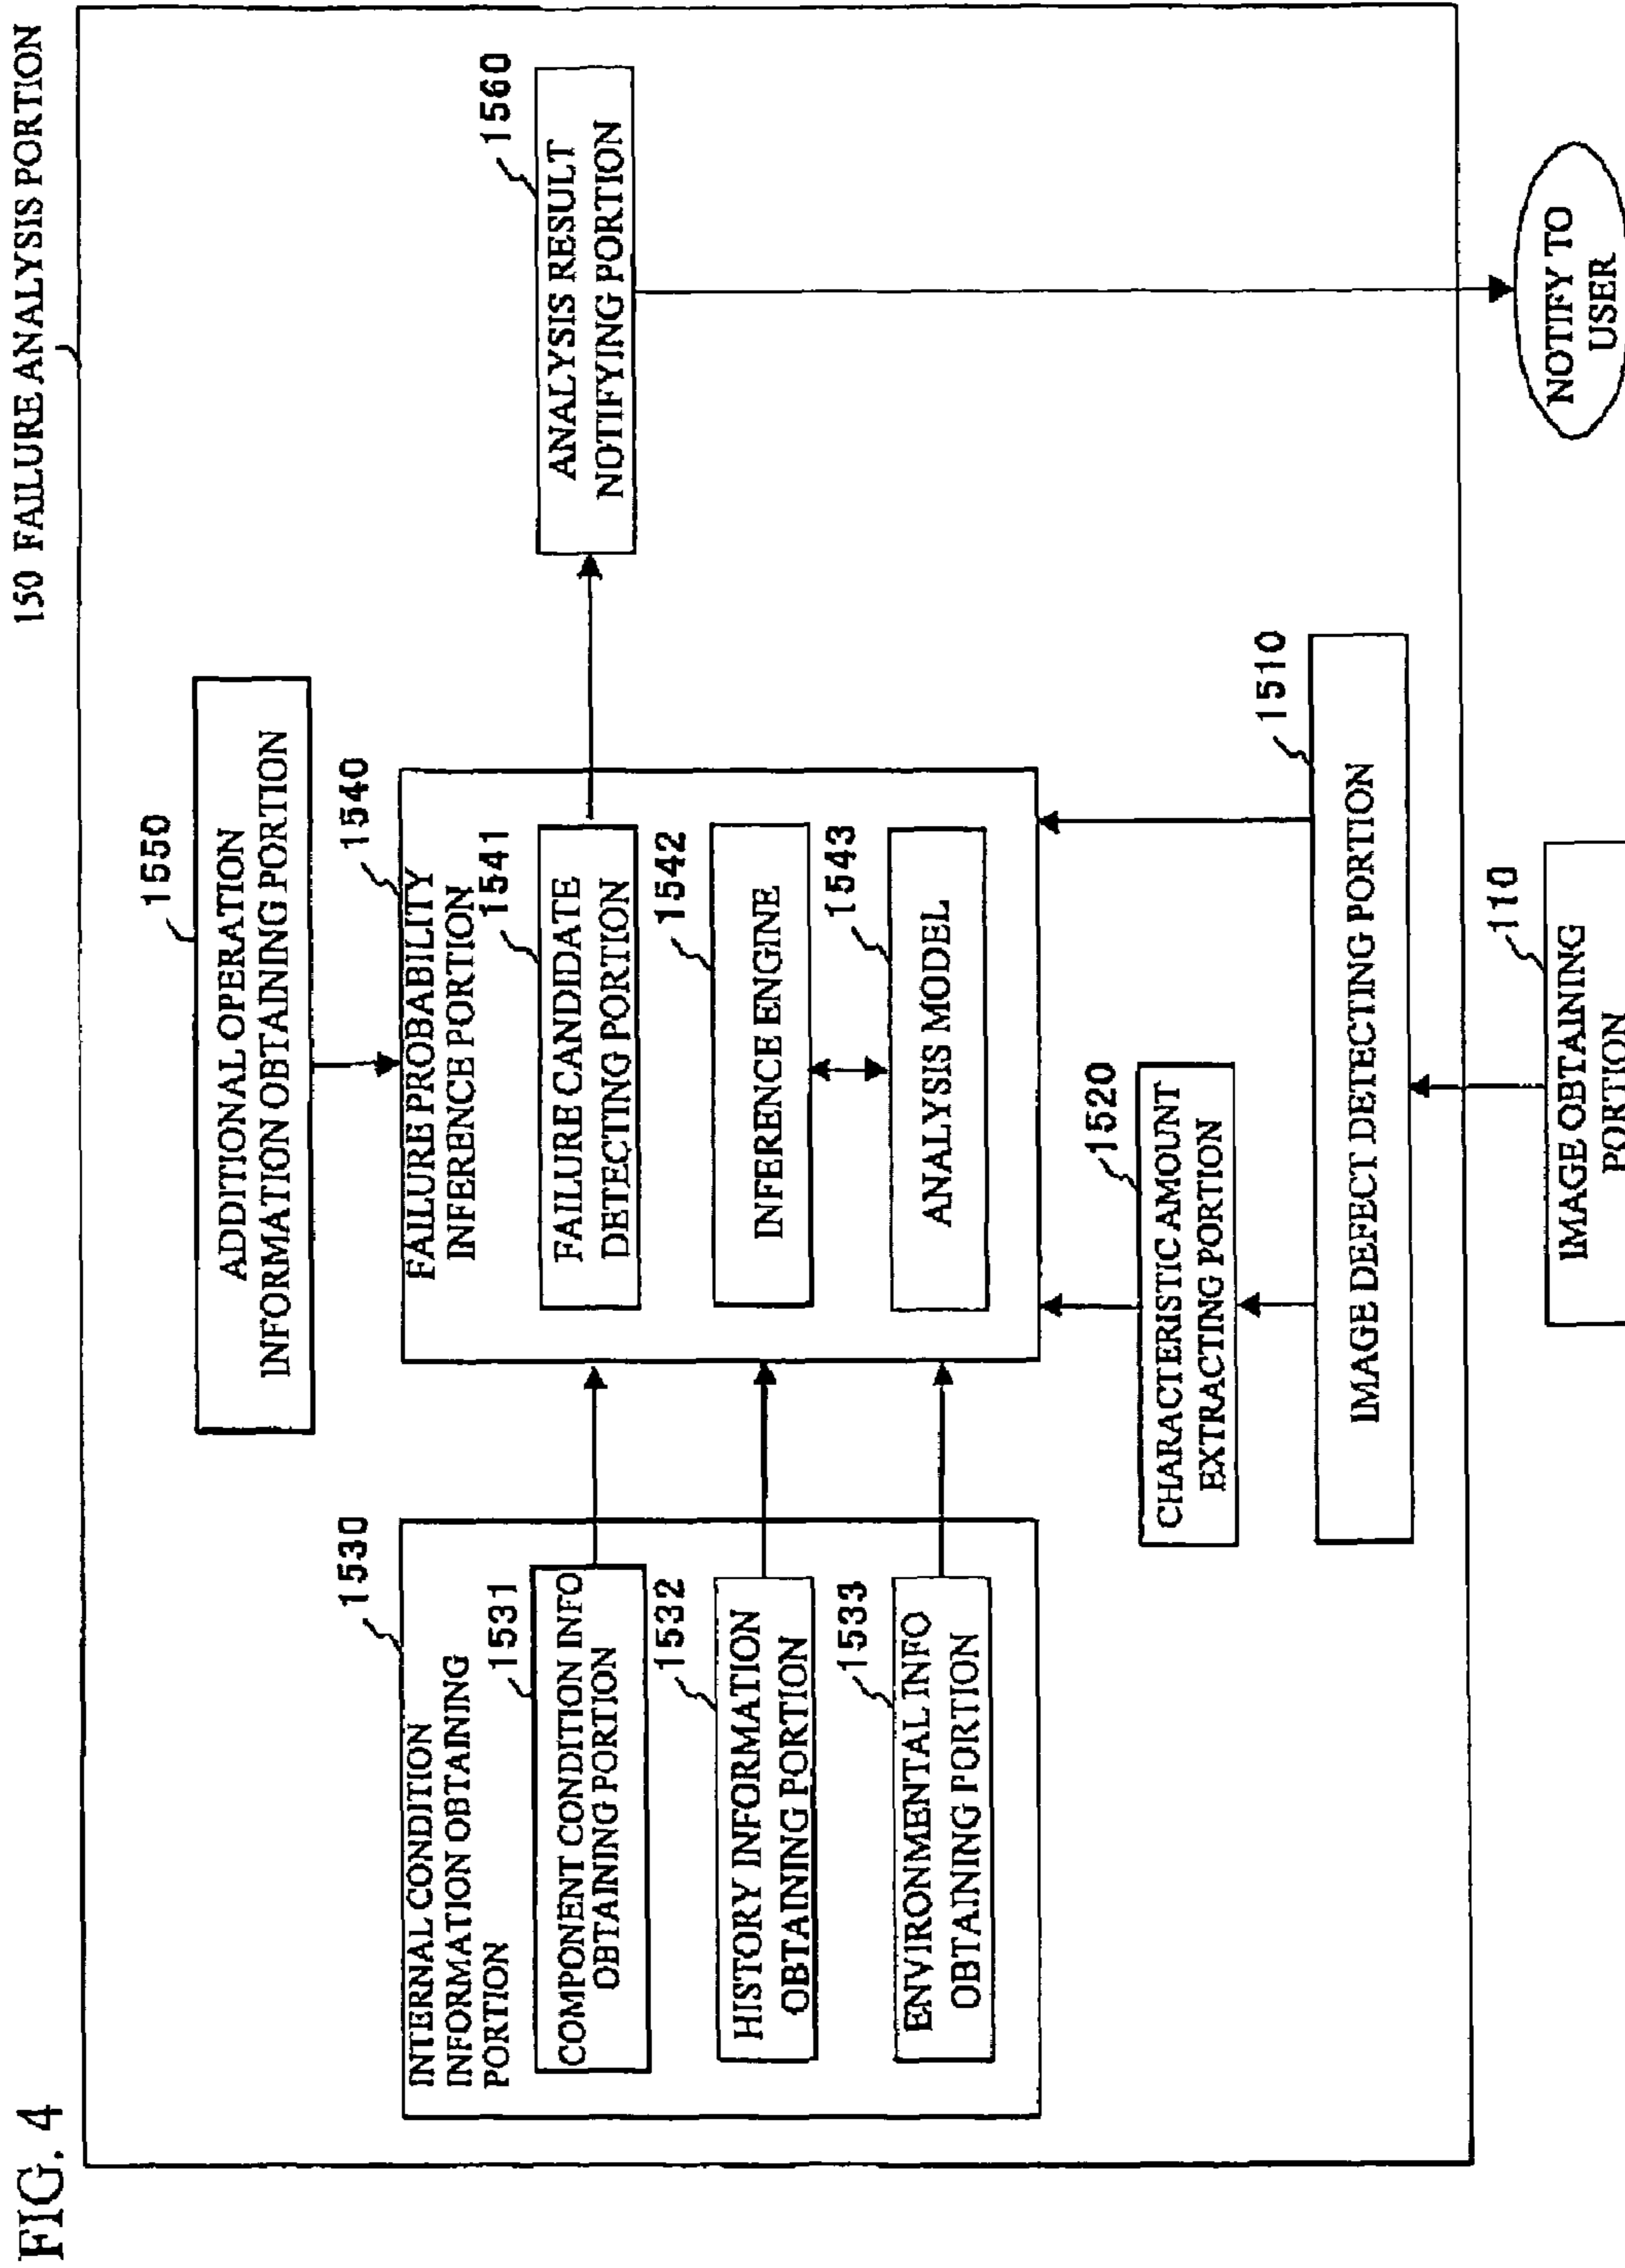 FIG. 4
150 FAILURE ANALYSIS PORTION
1550
ADDITIONAL OPERATION
INFORMATION OBTAINING PORTION
1530
INTERNAL CONDITION
INFORMATION OBTAINING
PORTION
1531
COMPONENT CONDITION INFO
OBTAINING PORTION
1532
HISTORY INFORMATION
OBTAINING PORTION
1533
ENVIRONMENTAL INFO
OBTAINING PORTION
1540
FAILURE PROBABILITY
INFERENCE PORTION
1541
FAILURE CANDIDATE
DETECTING PORTION
1542
INFERENCE ENGINE
1543
ANALYSIS MODEL
1560
ANALYSIS RESULT
NOTIFYING PORTION
1520
CHARACTERISTIC AMOUNT
EXTRACTING PORTION
1510
IMAGE DEFECT DETECTING PORTION
110
IMAGE OBTAINING
PORTION
NOTIFY TO
USER